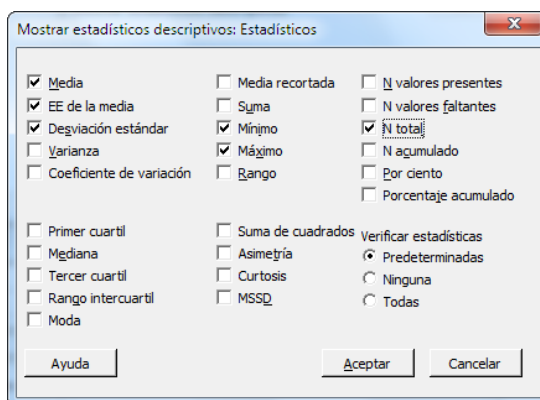 Mostrar estadísticos descriptivos: Estadísticos
Media
EE de la media
Desviación estándar
Varianza
Coeficiente de variación
Media recortada
Suma
Mínimo
Máximo
Rango
N valores presentes
N valores faltantes
N total
N acumulado
Por ciento
Porcentaje acumulado
Primer cuartil
Mediana
Tercer cuartil
Rango intercuartil
Moda
Suma de cuadrados
Asimetría
Curtosis
MSSD
Verificar estadísticas
Predeterminadas
Ninguna
Todas
Ayuda
Aceptar
Cancelar